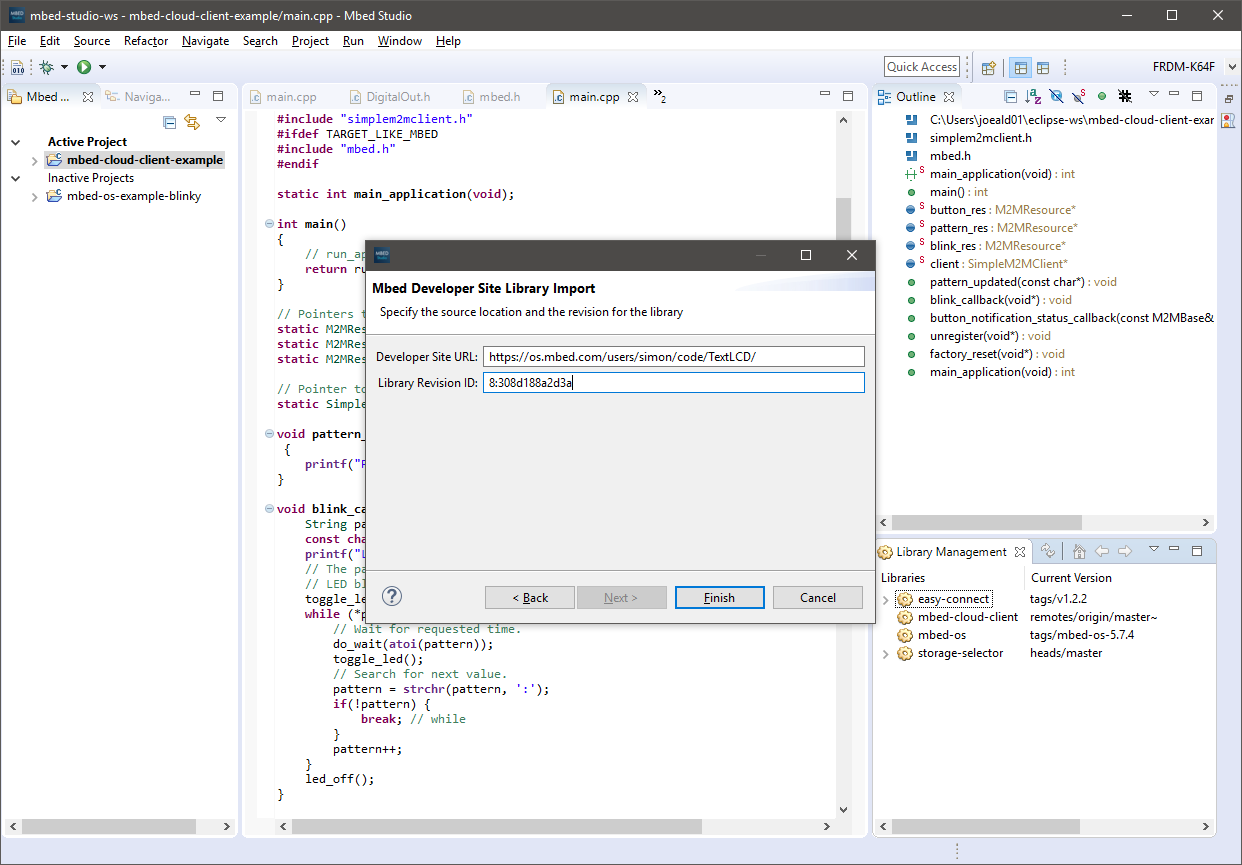 mbed-studio-ws - mbed-cloud-client-example/main.cpp - Mbed Studio
File Edit Source Refactor Navigate Search Project Run Window Help
Quick Access
FRDM-K64F
Mbed ...
Naviga...
Active Project
mbed-cloud-client-example
Inactive Projects
mbed-os-example-blinky
main.cpp
DigitalOut.h
mbed.h
main.cpp
»2
#include "simplem2mclient.h"
#ifdef TARGET_LIKE_MBED
#include "mbed.h"
#endif
static int main_application(void);
int main()
{
// run_ap
return ru
}
// Pointers t
static M2MRes
static M2MRes
static M2MRes
// Pointer to
static Simple
void pattern_
{
printf("P
}
void blink_ca
String pa
const cha
printf("L
// The pa
// LED bl
toggle_le
while (*p
// Wait for requested time.
do_wait(atoi(pattern));
toggle_led();
// Search for next value.
pattern = strchr(pattern, ':');
if(!pattern) {
break; // while
}
pattern++;
}
led_off();
}
Mbed Developer Site Library Import
Specify the source location and the revision for the library
Developer Site URL: https://os.mbed.com/users/simon/code/TextLCD/
Library Revision ID: 8:308d188a2d3a
?
< Back
Next >
Finish
Cancel
Outline
C:\Users\joeald01\eclipse-ws\mbed-cloud-client-exar
simplem2mclient.h
mbed.h
main_application(void) : int
main() : int
button_res : M2MResource*
pattern_res : M2MResource*
blink_res : M2MResource*
client : SimpleM2MClient*
pattern_updated(const char*) : void
blink_callback(void*) : void
button_notification_status_callback(const M2MBase&
unregister(void*) : void
factory_reset(void*) : void
main_application(void) : int
Library Management
Libraries Current Version
easy-connect tags/v1.2.2
mbed-cloud-client remotes/origin/master~
mbed-os tags/mbed-os-5.7.4
storage-selector heads/master